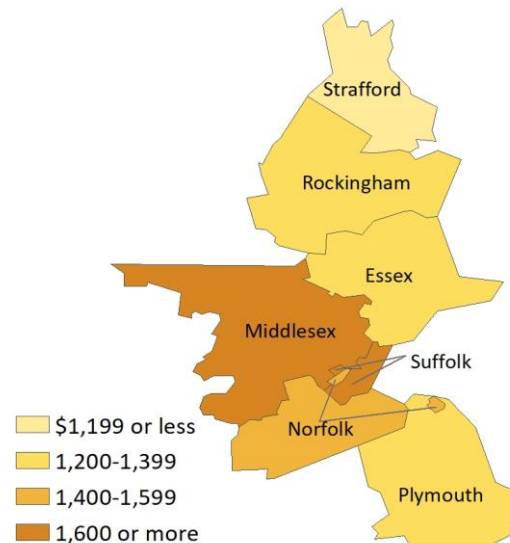 Strafford
Rockingham
Essex
Middlesex
Suffolk
Norfolk
Plymouth
$1,199 or less
1,200-1,399
1,400-1,599
1,600 or more